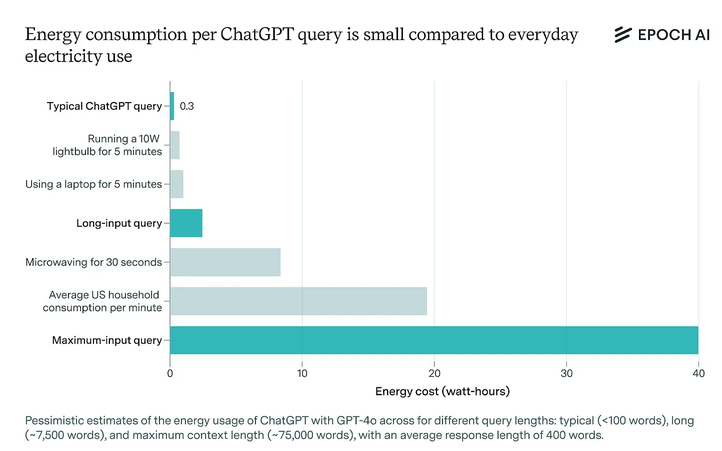 Energy consumption per ChatGPT query is small compared to everyday
electricity use
EPOCH AI
Typical ChatGPT query
0.3
Running a 10W
lightbulb for 5 minutes
Using a laptop for 5 minutes
Long-input query
Microwaving for 30 seconds
Average US household
consumption per minute
Maximum-input query
0 10 20 30 40
Energy cost (watt-hours)
Pessimistic estimates of the energy usage of ChatGPT with GPT-4o across for different query lengths: typical (<100 words), long
(~7,500 words), and maximum context length (~75,000 words), with an average response length of 400 words.